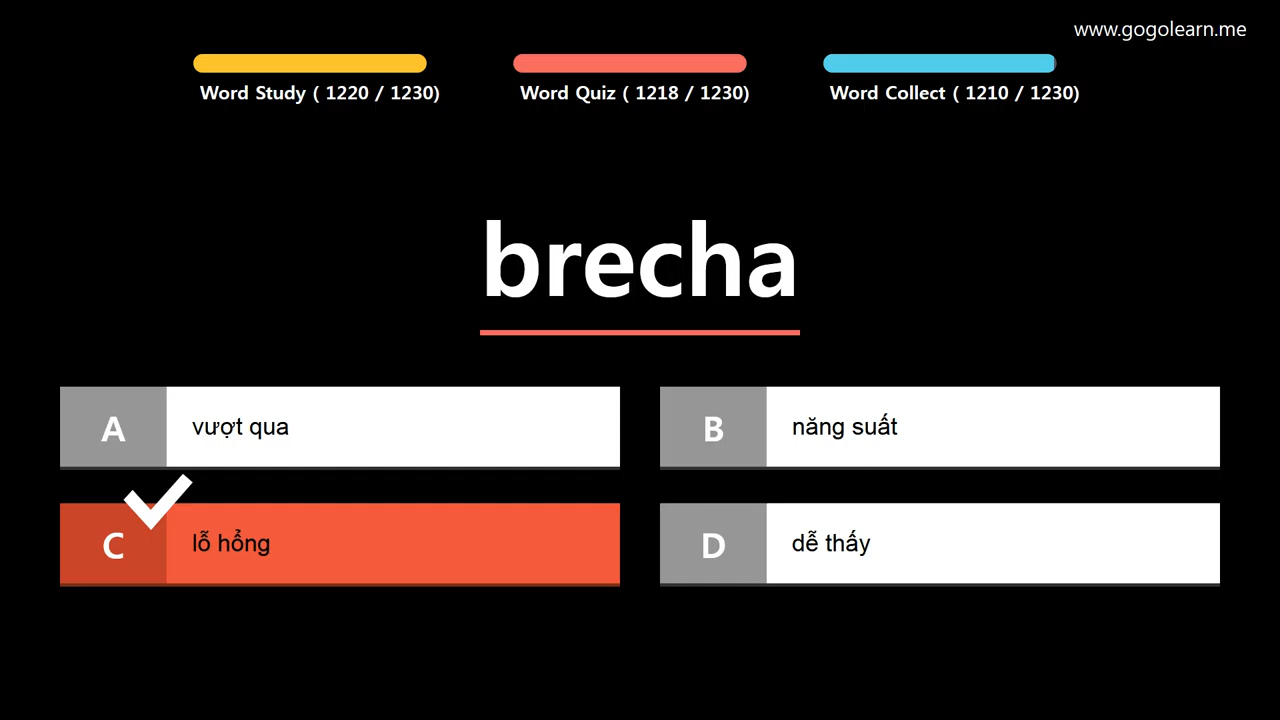 www.gogolearn.me
Word Study ( 1220 / 1230)
Word Quiz ( 1218 / 1230)
Word Collect ( 1210 / 1230)
brecha
A vượt qua
B năng suất
C lỗ hổng
D dễ thấy